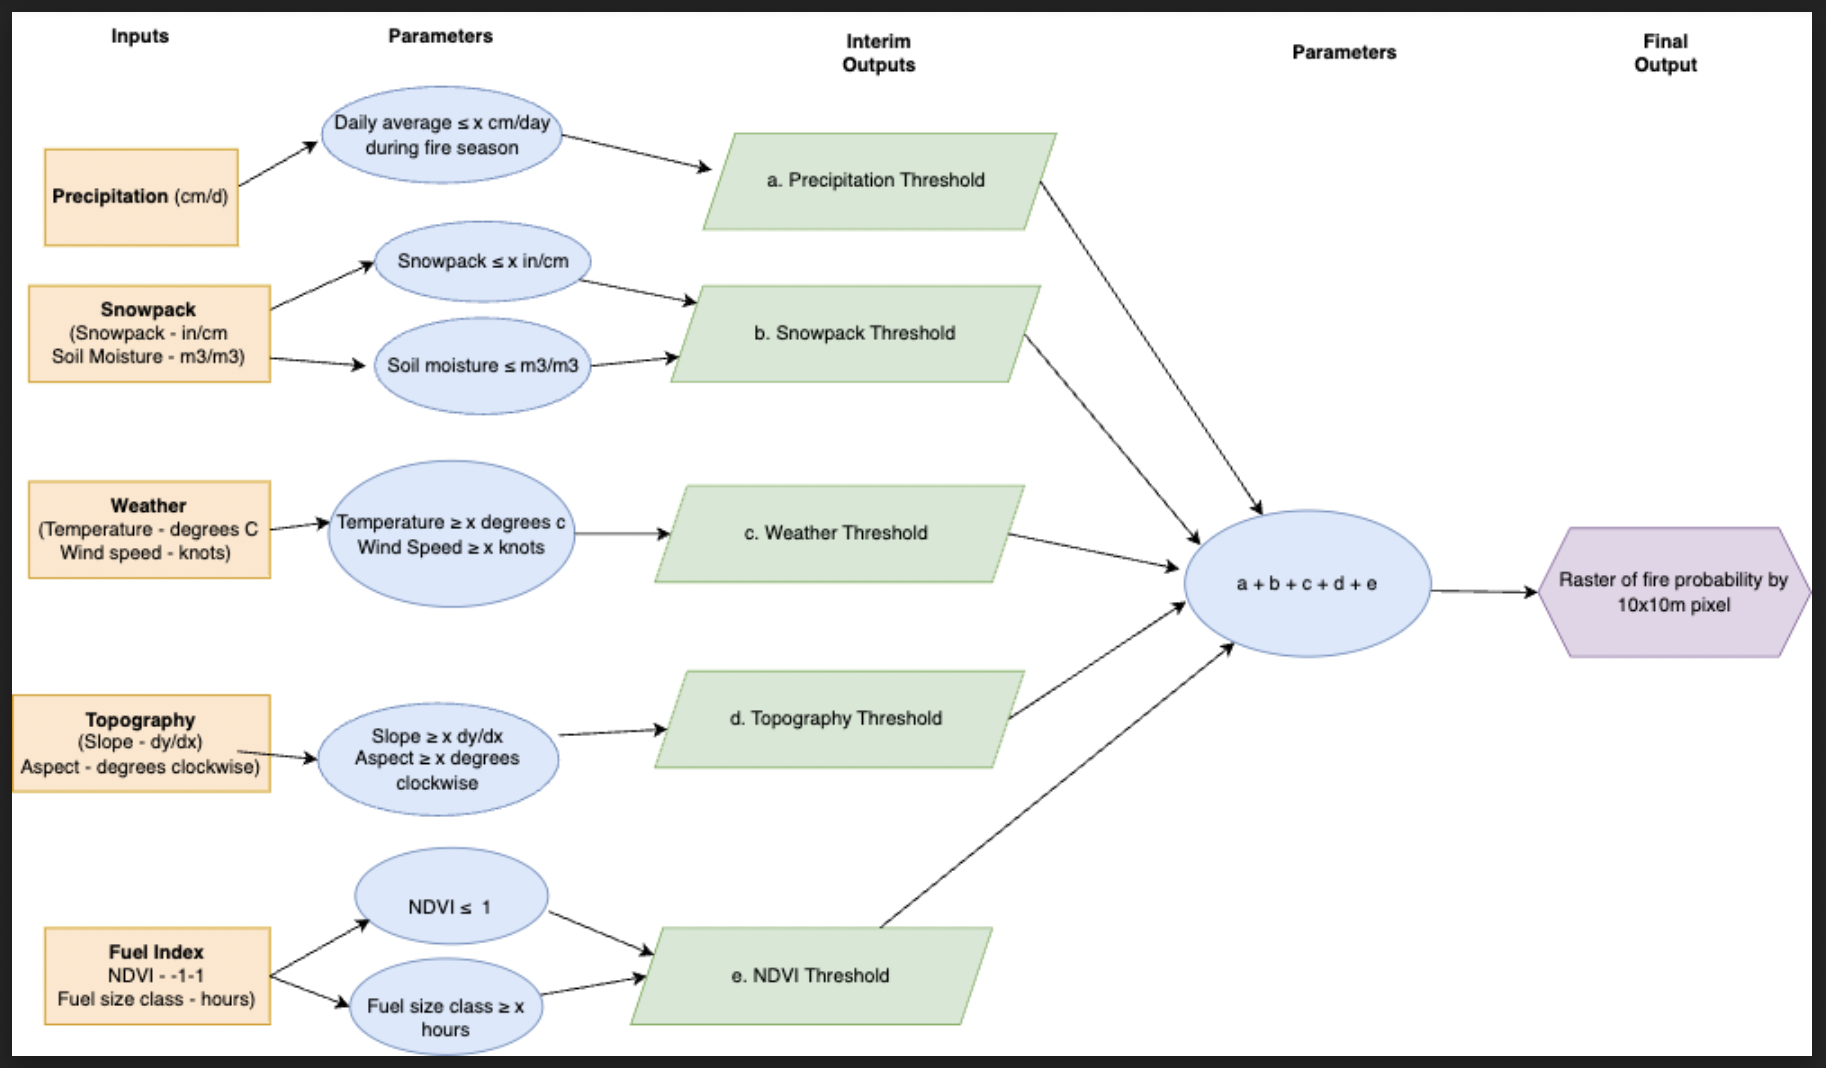 Inputs
Parameters
Interim
Outputs
Parameters
Final
Output
Precipitation (cm/d)
Daily average ≤ x cm/day
during fire season
a. Precipitation Threshold
Snowpack
(Snowpack - in/cm
Soil Moisture - m3/m3)
Snowpack ≤ x in/cm
Soil moisture ≤ m3/m3
b. Snowpack Threshold
Weather
(Temperature - degrees C
Wind speed - knots)
Temperature ≥ x degrees c
Wind Speed ≥ x knots
c. Weather Threshold
Topography
(Slope - dy/dx)
Aspect - degrees clockwise)
Slope ≥ x dy/dx
Aspect ≥ x degrees
clockwise
d. Topography Threshold
Fuel Index
NDVI - -1-1
Fuel size class - hours)
NDVI ≤ 1
Fuel size class ≥ x
hours
e. NDVI Threshold
a + b + c + d + e
Raster of fire probability by
10x10m pixel